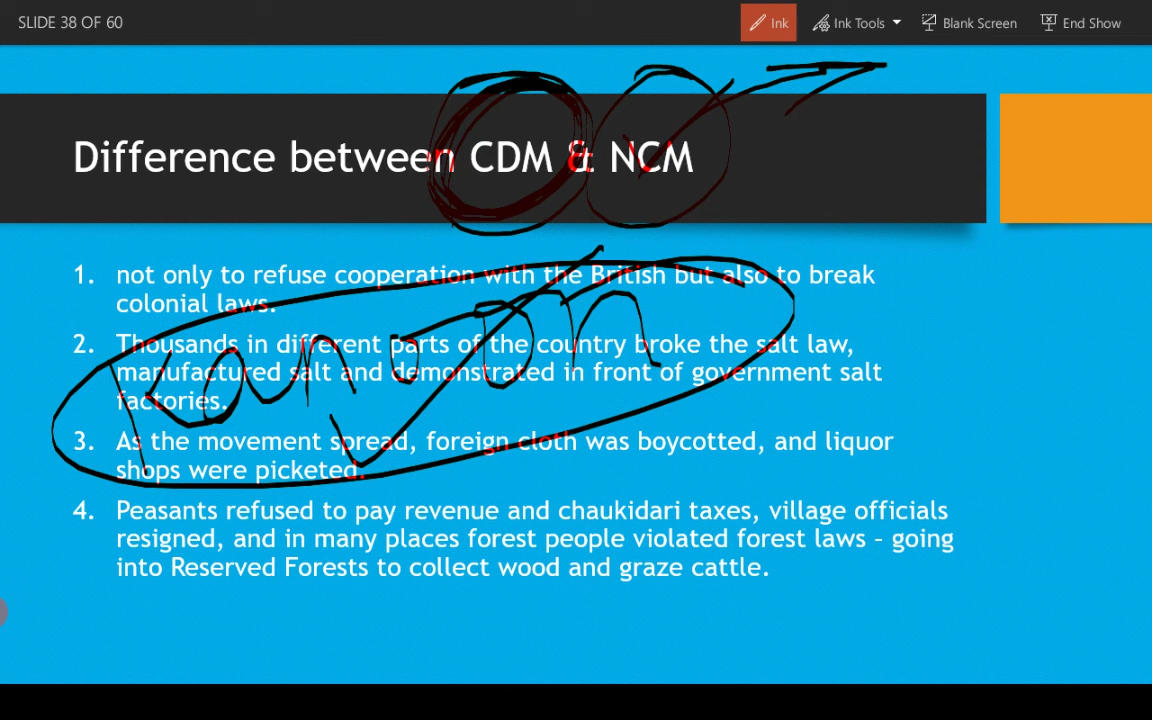 SLIDE 38 OF 60
Ink
Ink Tools
Blank Screen
End Show
Difference between CDM & NCM
1. not only to refuse cooperation with the British but also to break
colonial laws.
2. Thousands in different parts of the country broke the salt law,
manufactured salt and demonstrated in front of government salt
factories.
3. As the movement spread, foreign cloth was boycotted, and liquor
shops were picketed.
4. Peasants refused to pay revenue and chaukidari taxes, village officials
resigned, and in many places forest people violated forest laws – going
into Reserved Forests to collect wood and graze cattle.